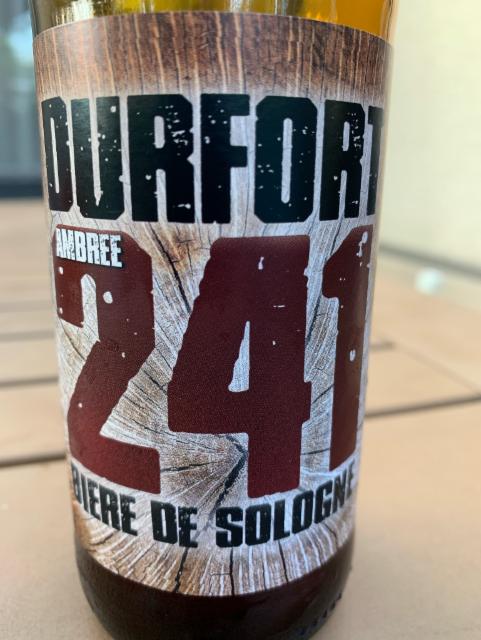 DURFORT
AMBREE
241
BIERE DE SOLOGNE